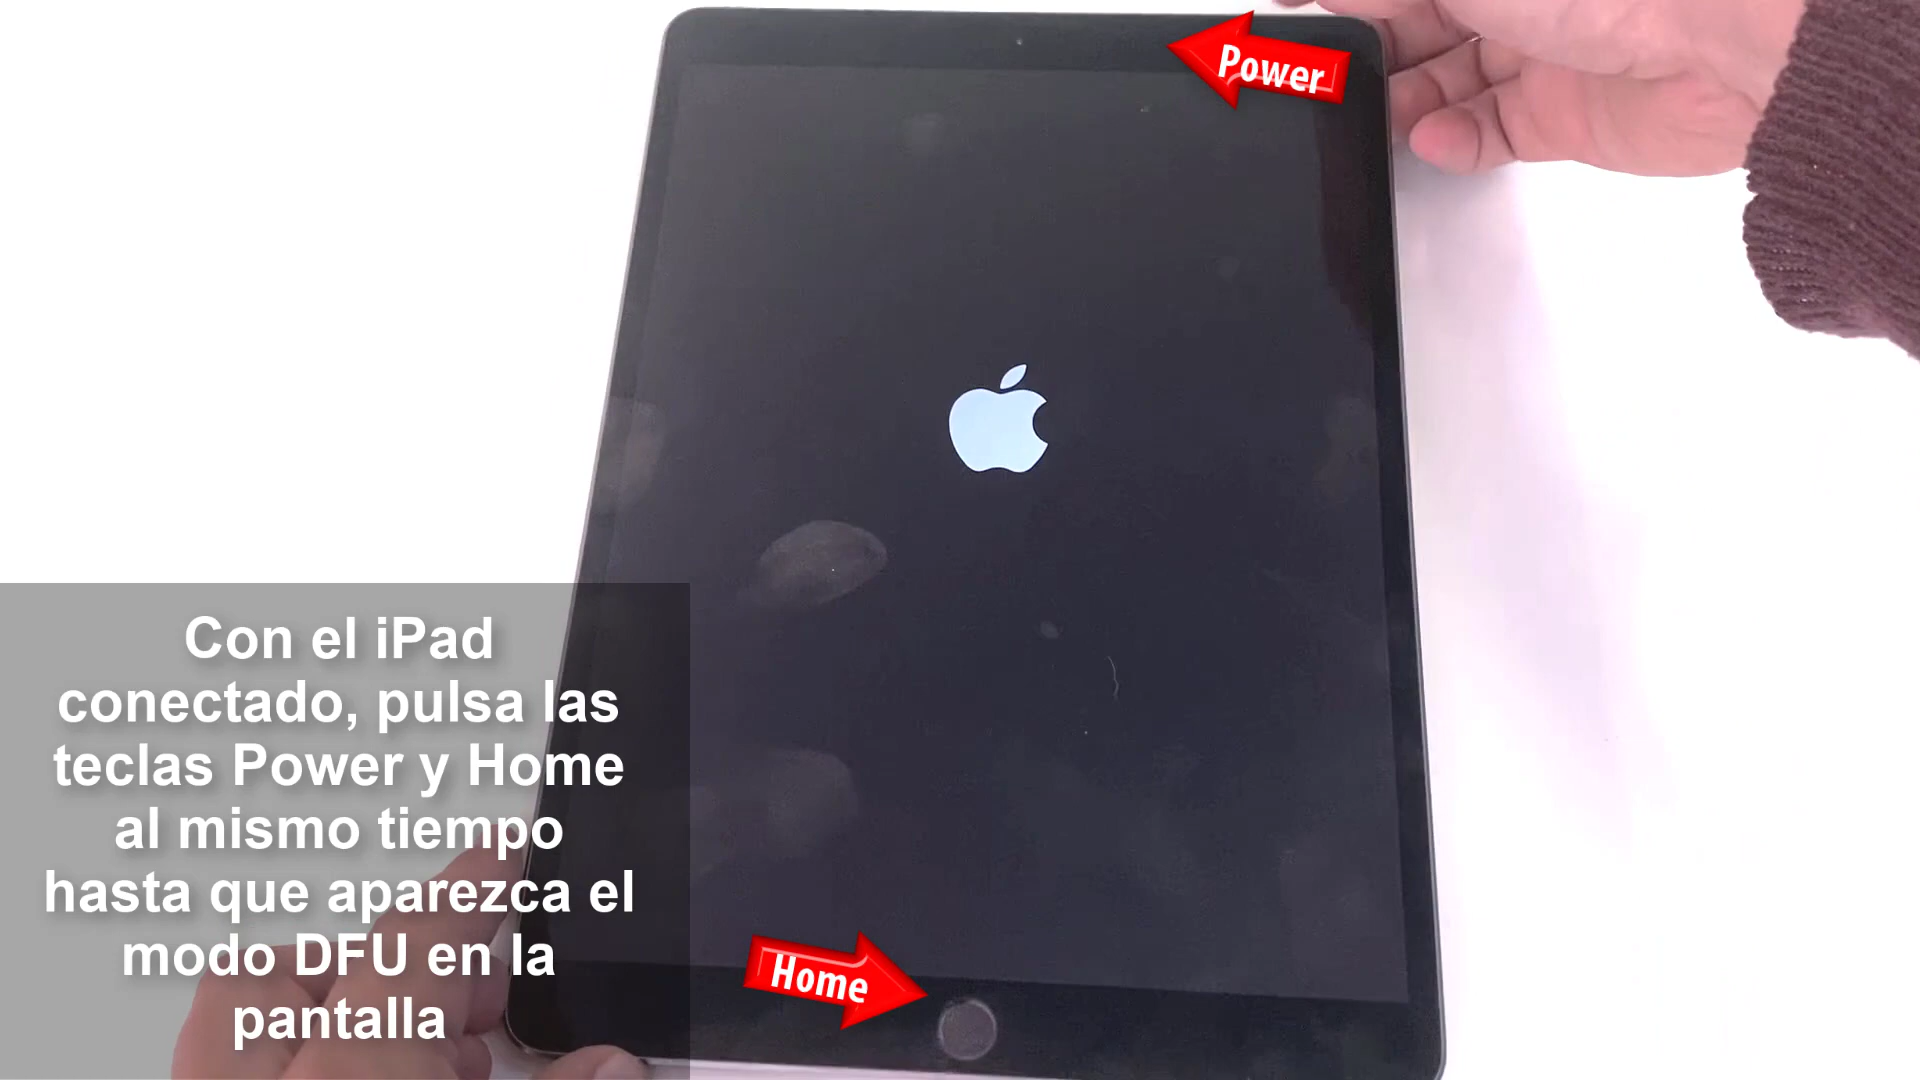 Power
Con el iPad
conectado, pulsa las
teclas Power y Home
al mismo tiempo
hasta que aparezca el
modo DFU en la
pantalla
Home